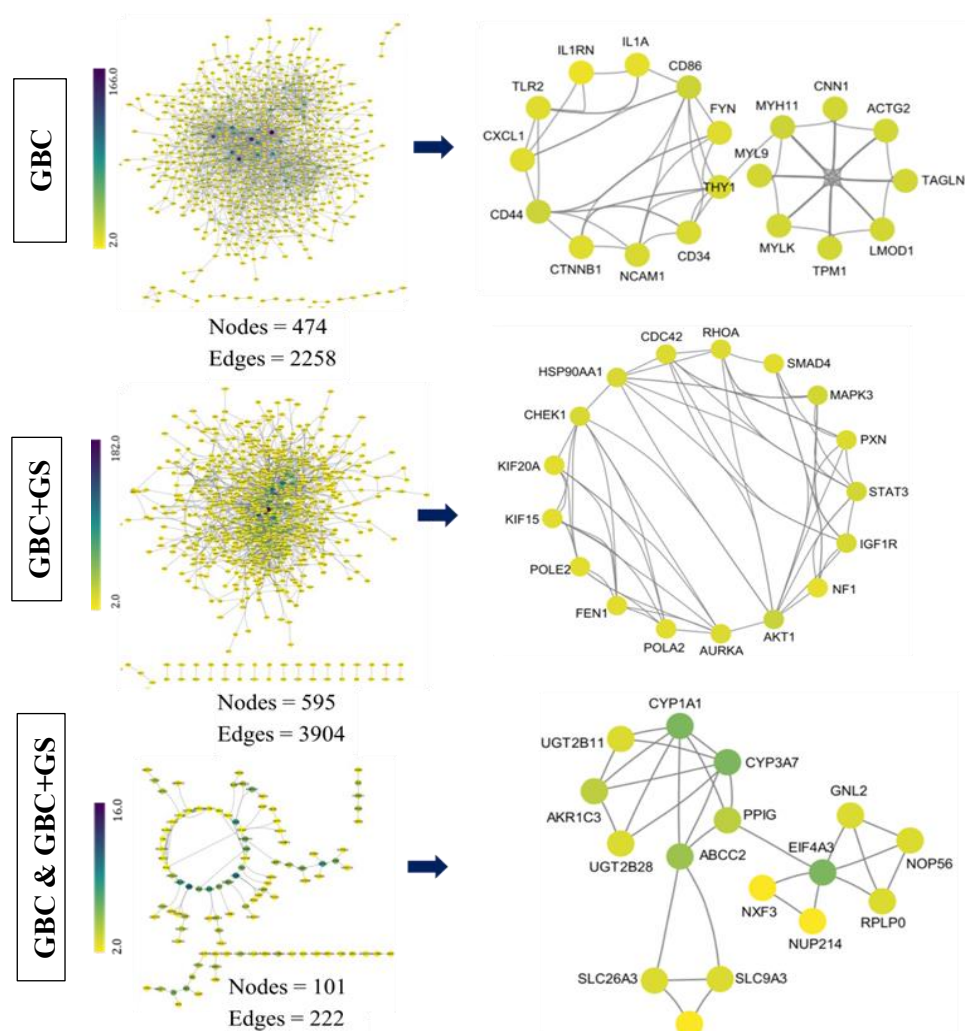 GBC
166.0
2.0
IL1RN
IL1A
CD86
TLR2
FYN
CXCL1
THY1
CD44
CTNNB1
NCAM1
CD34
CNN1
MYH11
ACTG2
MYL9
TAGLN
MYLK
LMOD1
TPM1
Nodes = 474
Edges = 2258
GBC+GS
182.0
2.0
CDC42
RHOA
HSP90AA1
SMAD4
CHEK1
MAPK3
KIF20A
PXN
KIF15
STAT3
POLE2
IGF1R
FEN1
NF1
POLA2
AURKA
AKT1
Nodes = 595
Edges = 3904
GBC & GBC+GS
16.0
2.0
CYP1A1
UGT2B11
CYP3A7
AKR1C3
PPIG
UGT2B28
ABCC2
GNL2
EIF4A3
NOP56
NXF3
RPLP0
NUP214
SLC26A3
SLC9A3
Nodes = 101
Edges = 222